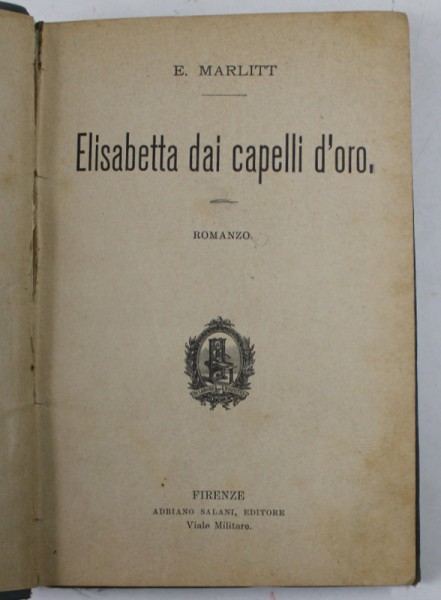 E. MARLITT
Elisabetta dai capelli d'oro.
ROMANZO.
FIRENZE
ADRIANO SALANI, EDITORE
Viale Militare.